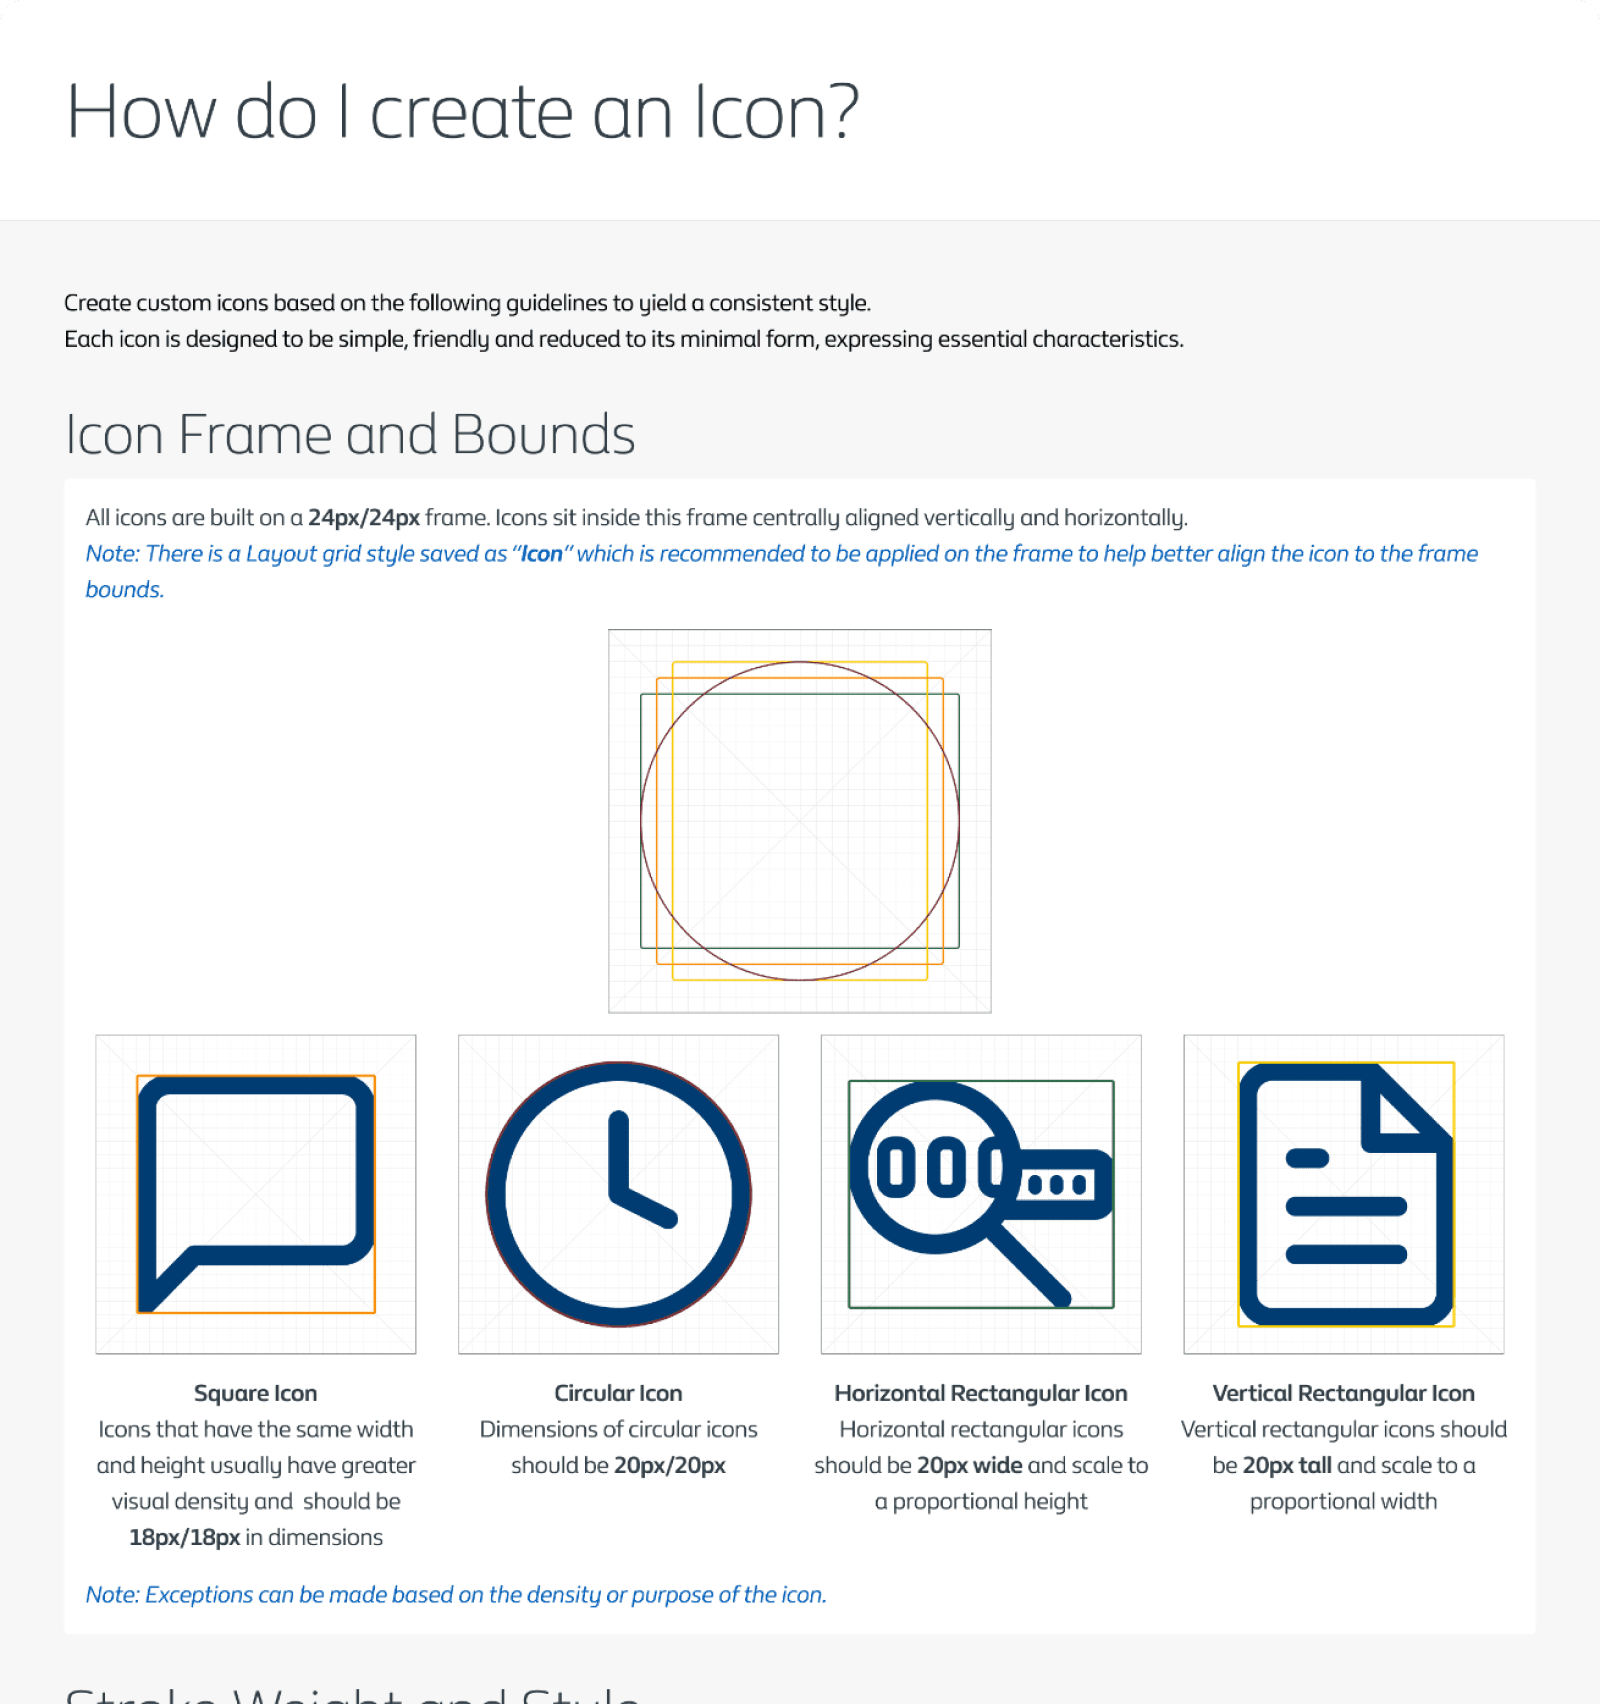 How do I create an Icon?
Create custom icons based on the following guidelines to yield a consistent style.
Each icon is designed to be simple, friendly and reduced to its minimal form, expressing essential characteristics.
Icon Frame and Bounds
All icons are built on a 24px/24px frame. Icons sit inside this frame centrally aligned vertically and horizontally.
Note: There is a Layout grid style saved as “Icon” which is recommended to be applied on the frame to help better align the icon to the frame
bounds.
000
Square Icon
Icons that have the same width
and height usually have greater
visual density and should be
18px/18px in dimensions
Circular Icon
Dimensions of circular icons
should be 20px/20px
Horizontal Rectangular Icon
Horizontal rectangular icons
should be 20px wide and scale to
a proportional height
Vertical Rectangular Icon
Vertical rectangular icons should
be 20px tall and scale to a
proportional width
Note: Exceptions can be made based on the density or purpose of the icon.
Stroke Weight and Style